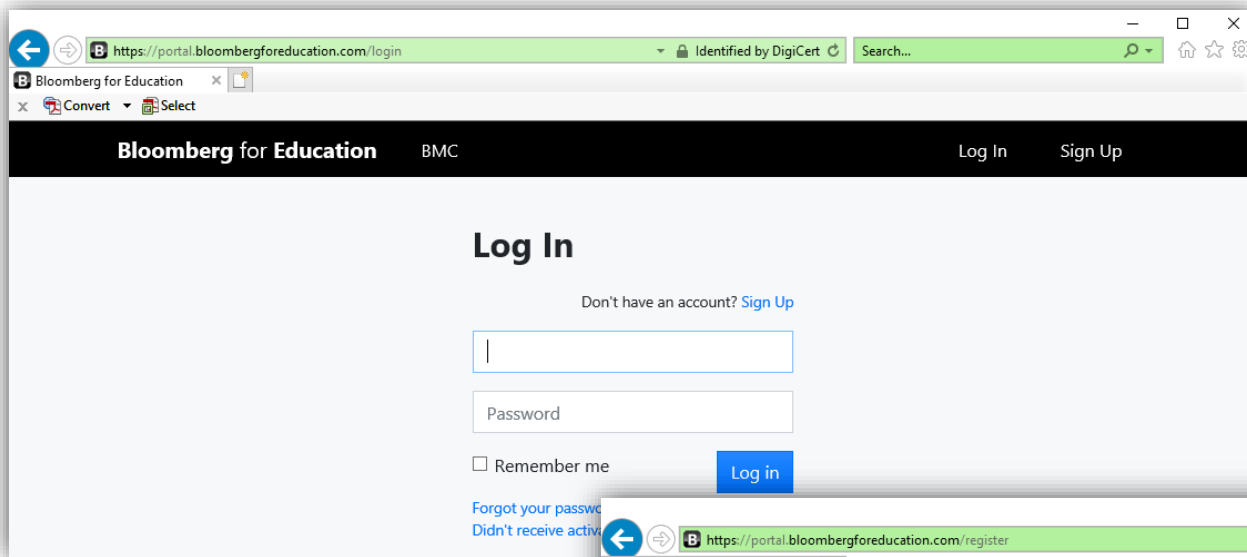 https://portal.bloombergforeducation.com/login
Identified by DigiCert
Search...
Bloomberg for Education
Convert
Select
Bloomberg for Education
BMC
Log In
Sign Up
Log In
Don't have an account? Sign Up
Password
Remember me
Log in
Forgot your
Didn't receive
https://portal.bloombergforeducation.com/register